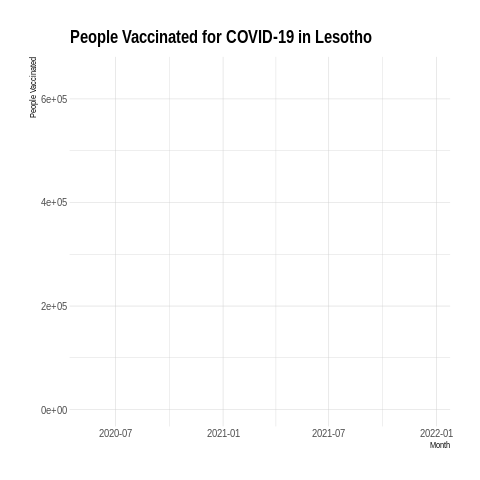 People Vaccinated for COVID-19 in Lesotho
People Vaccinated
6e+05
4e+05
2e+05
0e+00
2020-07
2021-01
2021-07
2022-01
Month